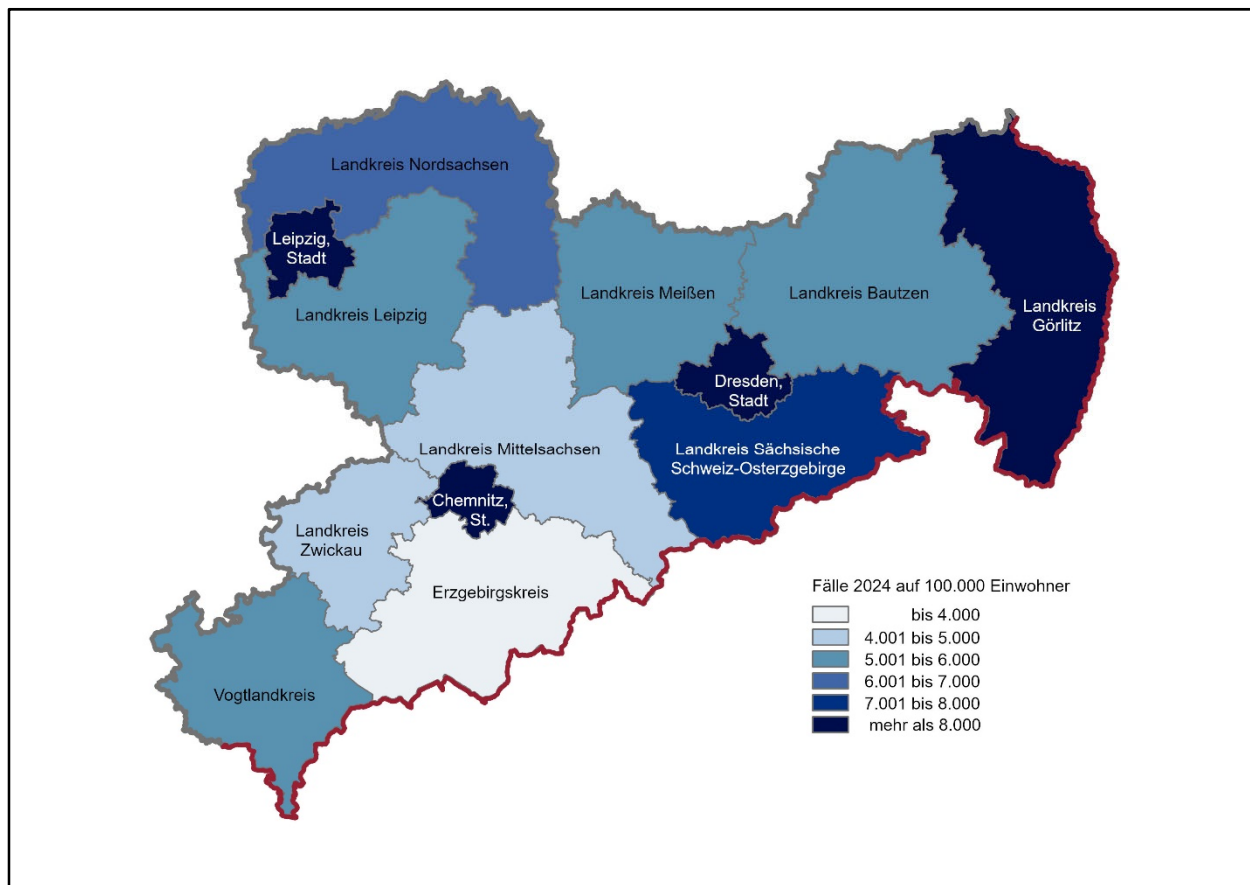 Landkreis Nordsachsen
Leipzig,
Stadt
Landkreis Leipzig
Landkreis Meißen
Landkreis Bautzen
Landkreis
Görlitz
Dresden,
Stadt
Landkreis Mittelsachsen
Landkreis Sächsische
Schweiz-Osterzgebirge
Chemnitz,
St.
Landkreis
Zwickau
Erzgebirgskreis
Vogtlandkreis
Fälle 2024 auf 100.000 Einwohner
bis 4.000
4.001 bis 5.000
5.001 bis 6.000
6.001 bis 7.000
7.001 bis 8.000
mehr als 8.000